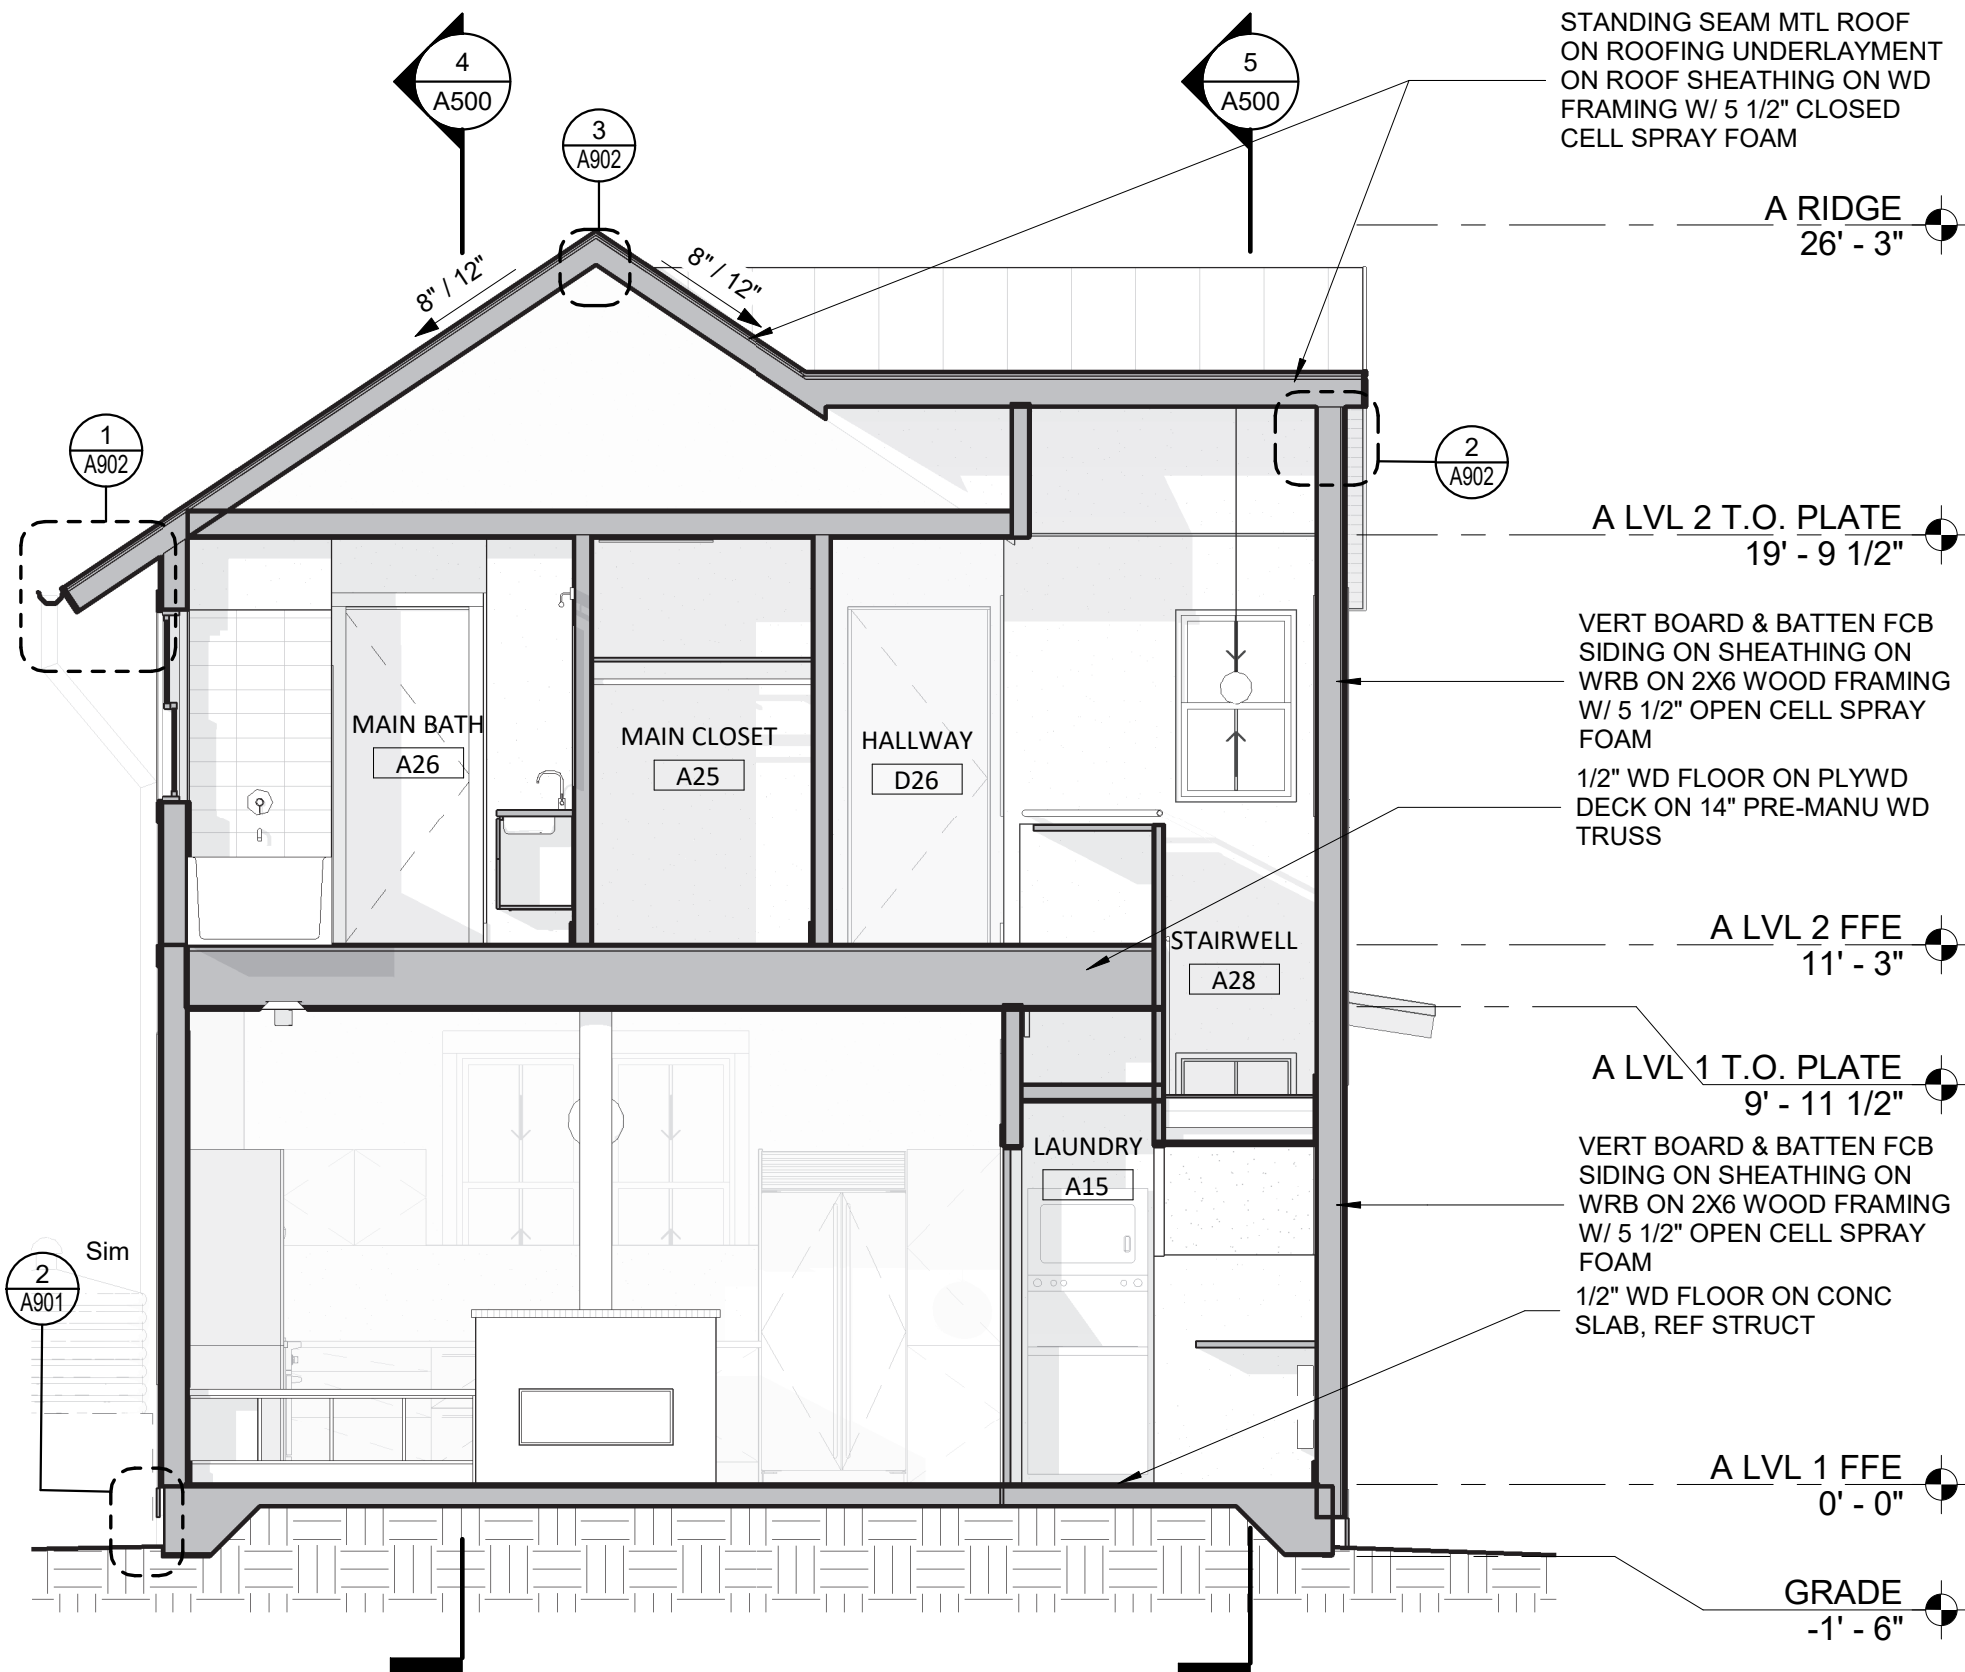 4
A500
5
A500
3
A902
STANDING SEAM MTL ROOF
ON ROOFING UNDERLAYMENT
ON ROOF SHEATHING ON WD
FRAMING W/ 5 1/2" CLOSED
CELL SPRAY FOAM
A RIDGE
26' - 3"
8" / 12"
8" / 12"
1
A902
2
A902
A LVL 2 T.O. PLATE
19' - 9 1/2"
VERT BOARD & BATTEN FCB
SIDING ON SHEATHING ON
WRB ON 2X6 WOOD FRAMING
W/ 5 1/2" OPEN CELL SPRAY
FOAM
MAIN BATH
A26
MAIN CLOSET
A25
HALLWAY
D26
1/2" WD FLOOR ON PLYWD
DECK ON 14" PRE-MANU WD
TRUSS
STAIRWELL
A28
A LVL 2 FFE
11' - 3"
A LVL 1 T.O. PLATE
9' - 11 1/2"
LAUNDRY
A15
VERT BOARD & BATTEN FCB
SIDING ON SHEATHING ON
WRB ON 2X6 WOOD FRAMING
W/ 5 1/2" OPEN CELL SPRAY
FOAM
Sim
2
A901
1/2" WD FLOOR ON CONC
SLAB, REF STRUCT
A LVL 1 FFE
0' - 0"
GRADE
-1' - 6"